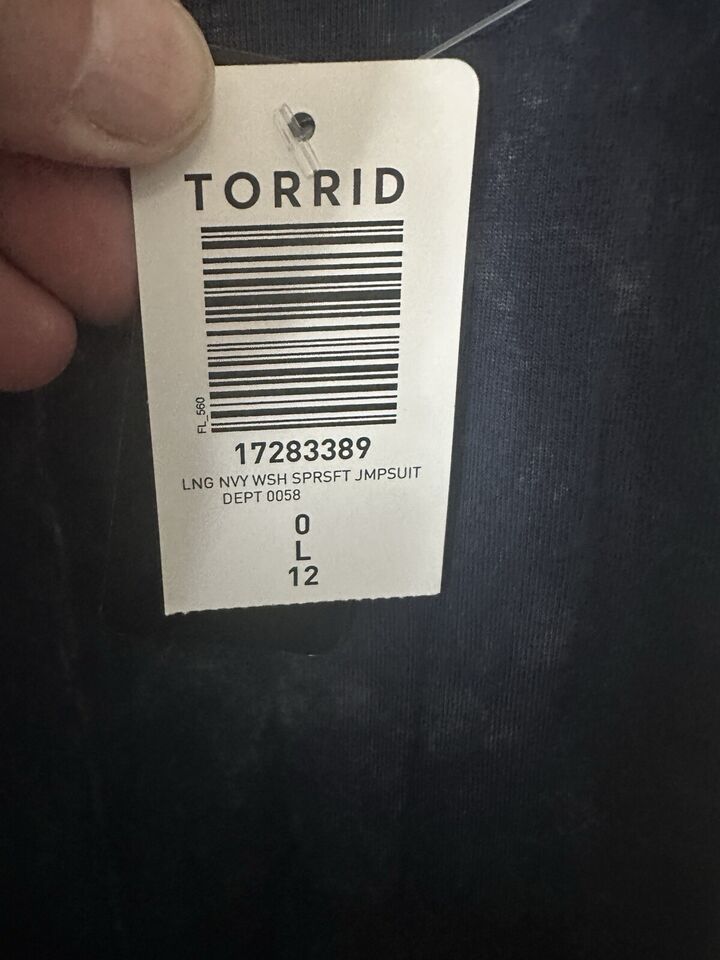 TORRID
FL_560
17283389
LNG NVY WSH SPRSFT JMPSUIT
DEPT 0058
0
L
12